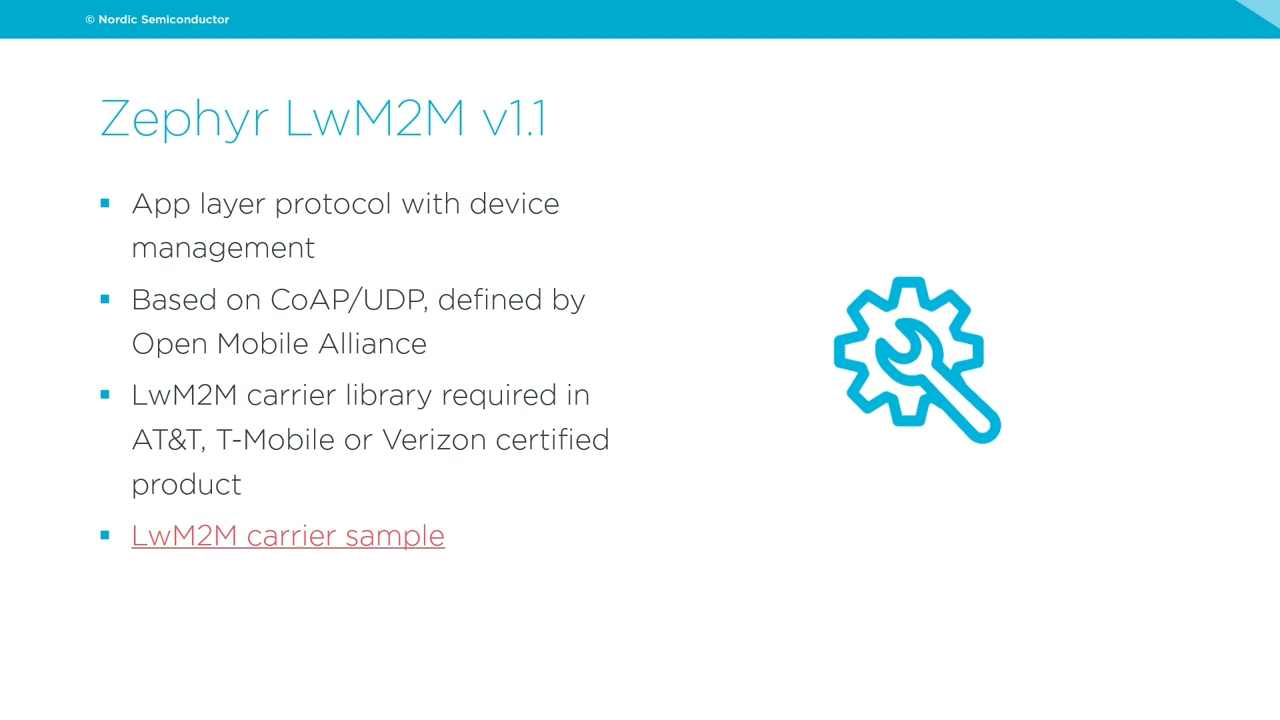 © Nordic Semiconductor
Zephyr LwM2M v1.1
▪ App layer protocol with device
management
▪ Based on CoAP/UDP, defined by
Open Mobile Alliance
▪ LwM2M carrier library required in
AT&T, T-Mobile or Verizon certified
product
▪ LwM2M carrier sample